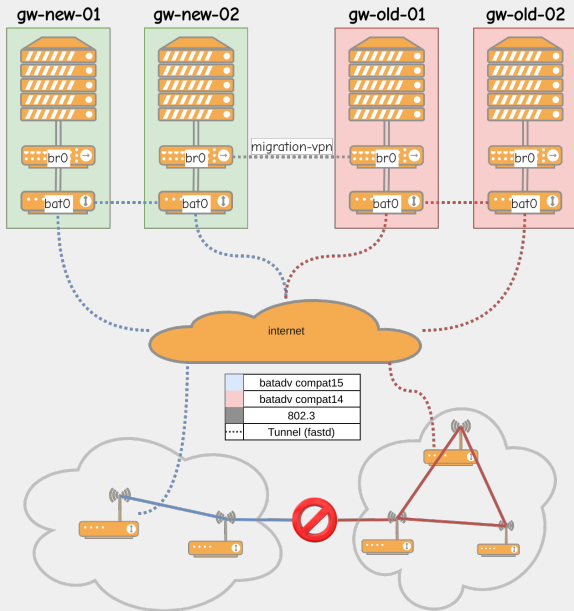 gw-new-01
gw-new-02
gw-old-01
gw-old-02
migration-vpn
br0
br0
br0
br0
bat0
bat0
bat0
bat0
internet
batadv compat15
batadv compat14
802.3
Tunnel (fastd)